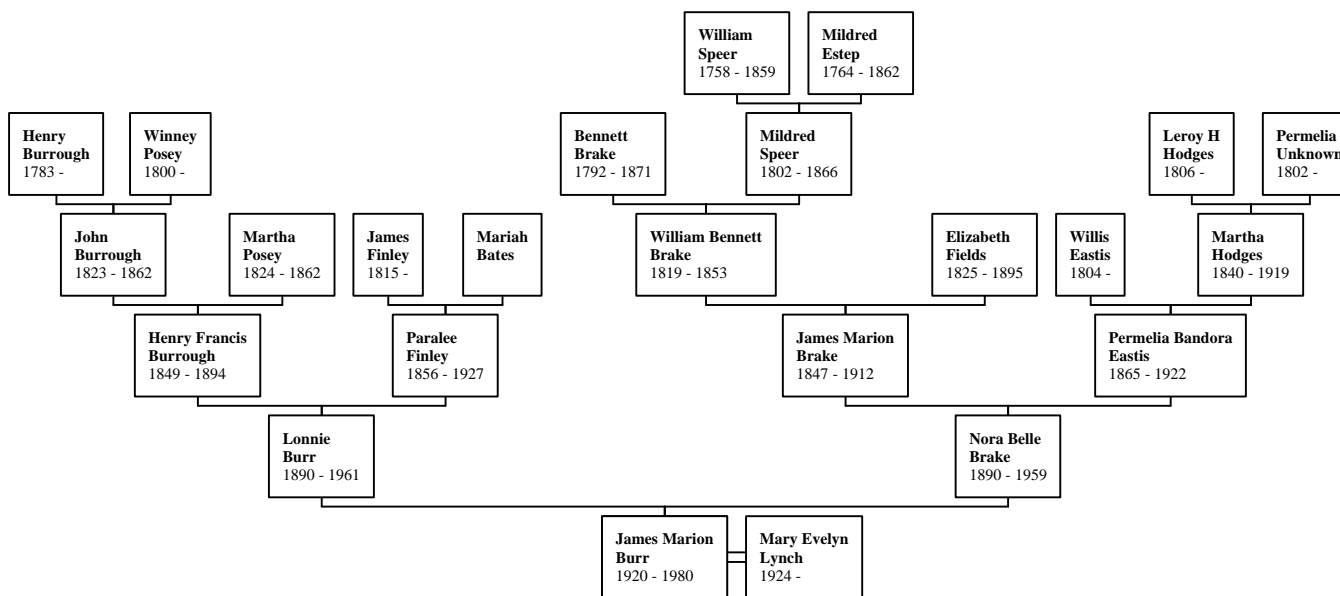 William
Speer
1758 - 1859
Mildred
Estep
1764 - 1862
Henry
Burrough
1783 -
Winney
Posey
1800 -
Bennett
Brake
1792 - 1871
Mildred
Speer
1802 - 1866
Leroy H
Hodges
1806 -
Permelia
Unknown
1802 -
John
Burrough
1823 - 1862
Martha
Posey
1824 - 1862
James
Finley
1815 -
Mariah
Bates
William Bennett
Brake
1819 - 1853
Elizabeth
Fields
1825 - 1895
Willis
Eastis
1804 -
Martha
Hodges
1840 - 1919
Henry Francis
Burrough
1849 - 1894
Paralee
Finley
1856 - 1927
James Marion
Brake
1847 - 1912
Permelia Bandora
Eastis
1865 - 1922
Lonnie
Burr
1890 - 1961
Nora Belle
Brake
1890 - 1959
James Marion
Burr
1920 - 1980
Mary Evelyn
Lynch
1924 -